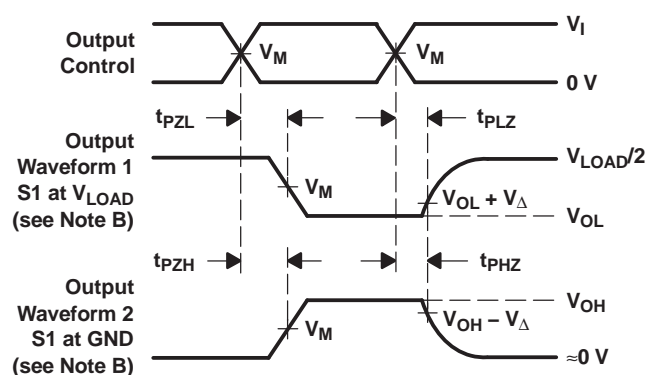 Output
Control
V_M
V_M
V_I
0 V
t_PZL
t_PLZ
Output
Waveform 1
S1 at V_LOAD
(see Note B)
V_M
V_LOAD/2
V_OL + V_Δ
V_OL
t_PZH
t_PHZ
Output
Waveform 2
S1 at GND
(see Note B)
V_M
V_OH
V_OH – V_Δ
≈0 V